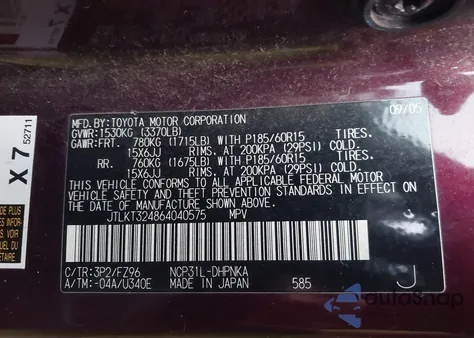 09/05
MFD.BY:TOYOTA MOTOR CORPORATION
GVWR:1530KG (3370LB)
GAWR:FRT. 780KG (1715LB) WITH P185/60R15 TIRES.
15X6JJ RIMS, AT 200KPA (29PSI) COLD.
RR. 760KG (1675LB) WITH P185/60R15 TIRES.
15X6JJ RIMS, AT 200KPA (29PSI) COLD.
THIS VEHICLE CONFORMS TO ALL APPLICABLE FEDERAL MOTOR
VEHICLE SAFETY AND THEFT PREVENTION STANDARDS IN
EFFECT ON THE DATE OF MANUFACTURE SHOWN ABOVE.
JTLKT324864040575 MPV
C/TR:3P2/FZ96 NCP31L-DHPNKA
A/TM:-04A/U340E MADE IN JAPAN 585 J
X 7 52711
DE PLUS
autosnap